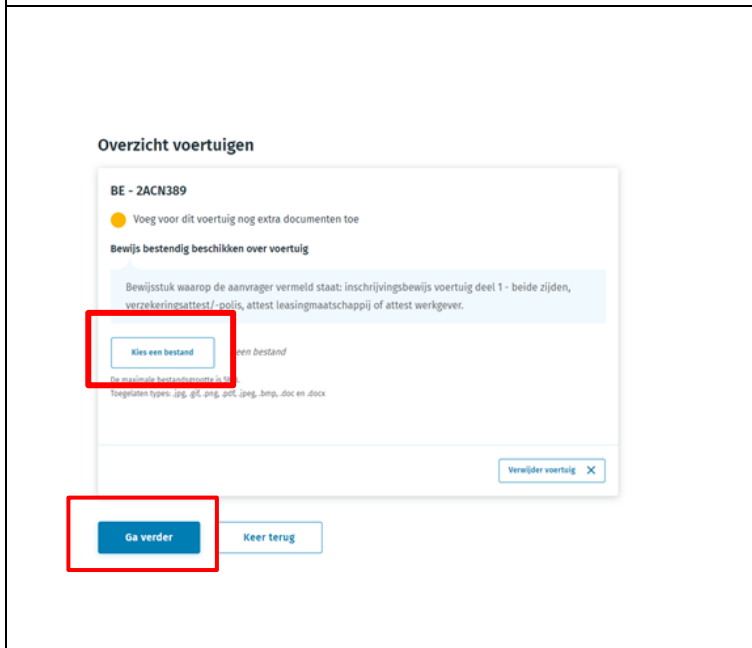 Overzicht voertuigen
BE - 2ACN389
Voeg voor dit voertuig nog extra documenten toe
Bewijs bestendig beschikken over voertuig
Bewijsstuk waarop de aanvrager vermeld staat: inschrijvingsbewijs voertuig deel 1 - beide zijden,
verzekeringsattest/-polis, attest leasingmaatschappij of attest werkgever.
Kies een bestand
een bestand
De maximale bestandsgrootte is
Toegelaten types: .jpg, .gif, .png, .pdf, .jpeg, .bmp, .doc en .docx
Verwijder voertuig X
Ga verder
Keer terug